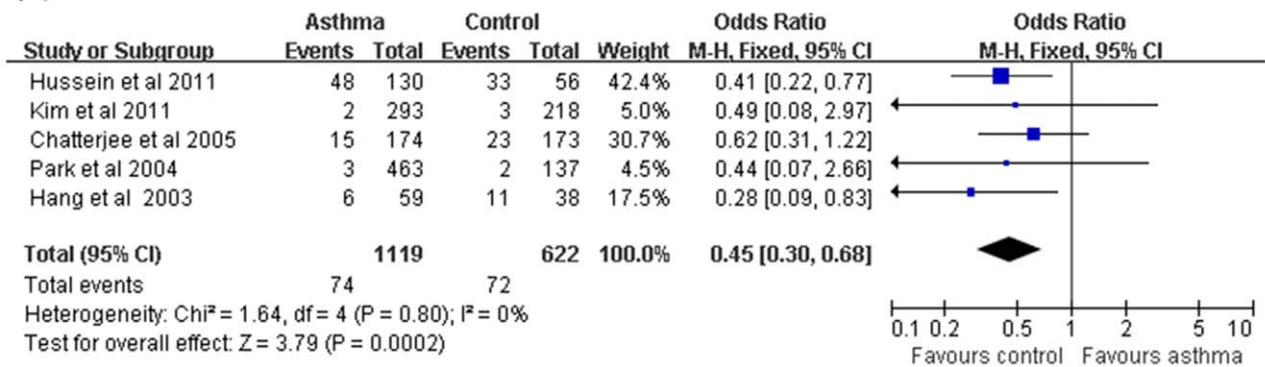 Asthma Control Odds Ratio Odds Ratio
Study or Subgroup Events Total Events Total Weight M-H, Fixed, 95% CI M-H, Fixed, 95% CI
Hussein et al 2011 48 130 33 56 42.4% 0.41 [0.22, 0.77]
Kim et al 2011 2 293 3 218 5.0% 0.49 [0.08, 2.97]
Chatterjee et al 2005 15 174 23 173 30.7% 0.62 [0.31, 1.22]
Park et al 2004 3 463 2 137 4.5% 0.44 [0.07, 2.66]
Hang et al 2003 6 59 11 38 17.5% 0.28 [0.09, 0.83]
Total (95% CI) 1119 622 100.0% 0.45 [0.30, 0.68]
Total events 74 72
Heterogeneity: Chi² = 1.64, df = 4 (P = 0.80); I² = 0%
Test for overall effect: Z = 3.79 (P = 0.0002)
0.1 0.2 0.5 1 2 5 10
Favours control Favours asthma